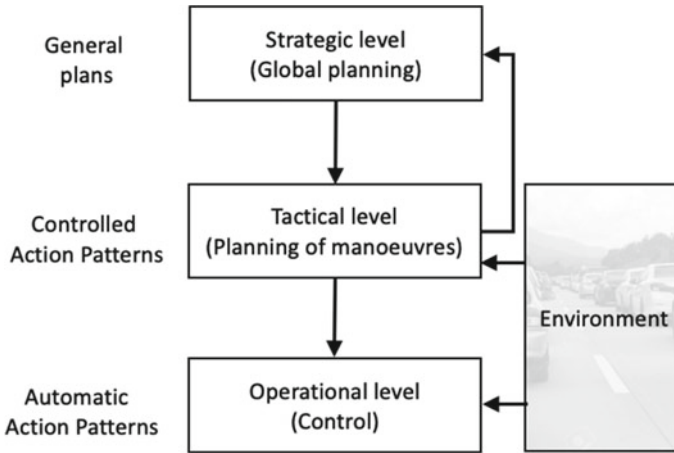 General
plans
Strategic level
(Global planning)
Controlled
Action Patterns
Tactical level
(Planning of manoeuvres)
Environment
Automatic
Action Patterns
Operational level
(Control)